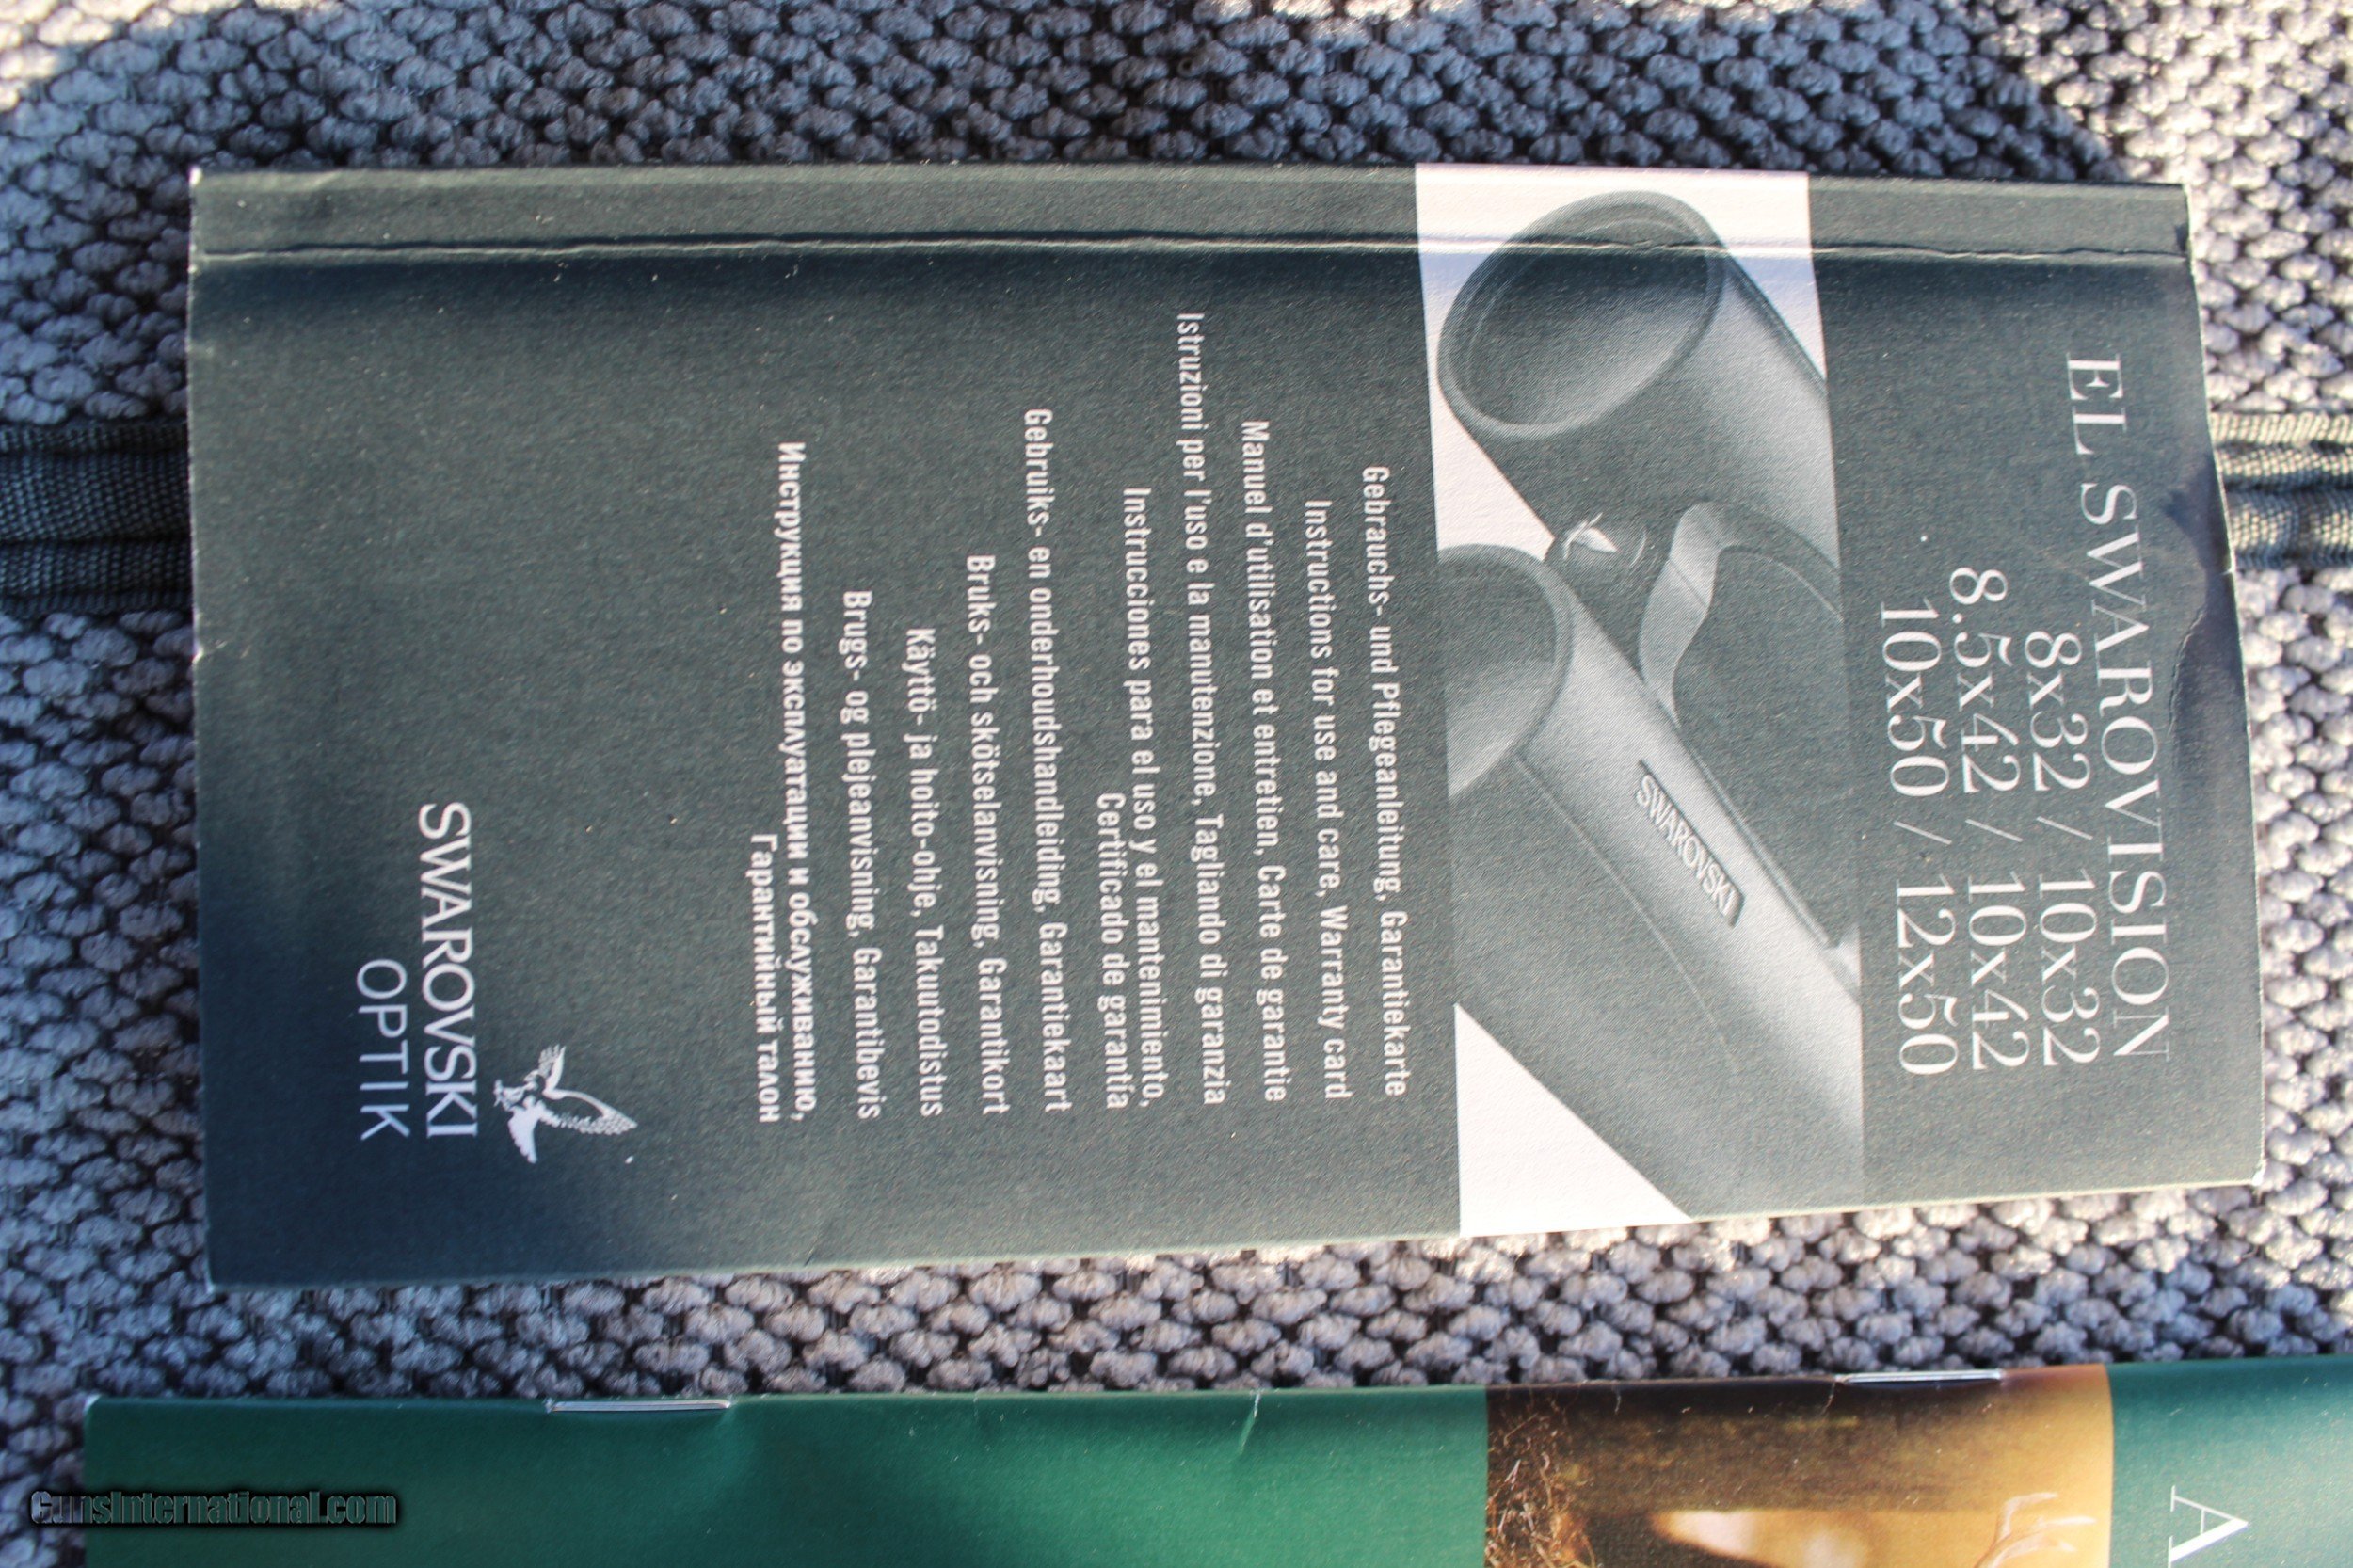 EL SWAROVISION
8x32 / 10x32
8.5x42 / 10x42
10x50 / 12x50
SWAROVSKI
Gebrauchs- und Pflegeanleitung, Garantiekarte
Instructions for use and care, Warranty card
Manuel d'utilisation et entretien, Carte de garantie
Istruzioni per l'uso e la manutenzione, Tagliando di garanzia
Instrucciones para el uso y el mantenimiento,
Certificado de garantía
Gebruiks- en onderhoudshandleiding, Garantiekaart
Bruks- och skötselanvisning, Garantikort
Käyttö- ja hoito-ohje, Takuutodistus
Brugs- og plejeanvisning, Garantibevis
Инструкция по эксплуатации и обслуживанию,
Гарантийный талон
SWAROVSKI
OPTIK
A
GunsInternational.com